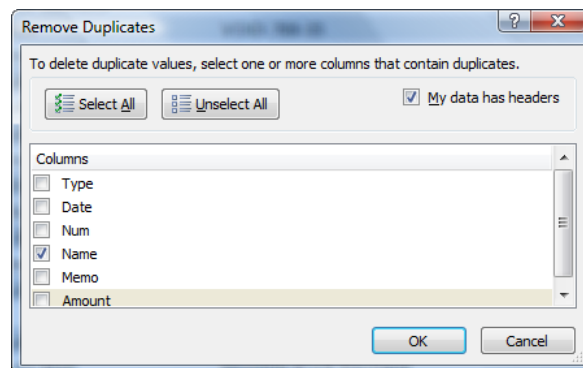 Remove Duplicates
To delete duplicate values, select one or more columns that contain duplicates.
Select All
Unselect All
My data has headers
Columns
Type
Date
Num
Name
Memo
Amount
OK
Cancel